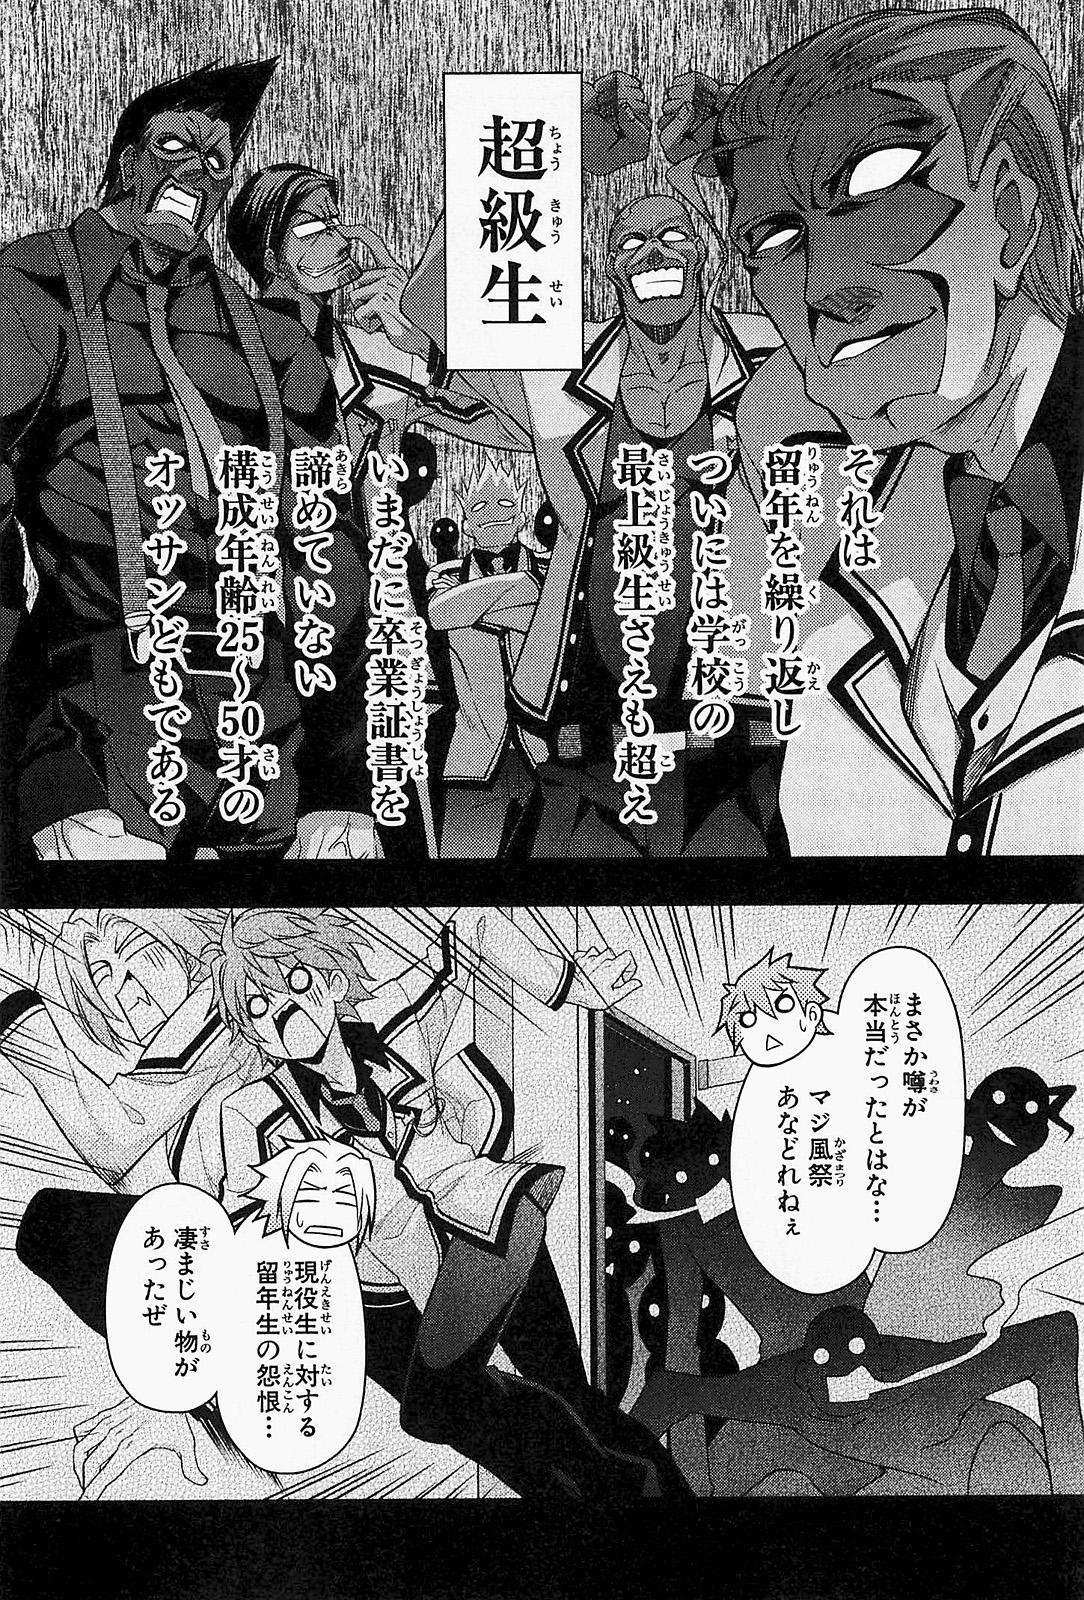 超級生
それは
留年を繰り返し
ついには学校の
最上級生さえも超え
いまだに卒業証書を
諦めていない
構成年齢25～50才の
オッサンどもである
まさか噂が
本当だったとはな…
マジ風祭
あなどれねぇ
現役生に対する
留年生の怨恨…
凄まじい物が
あったぜ